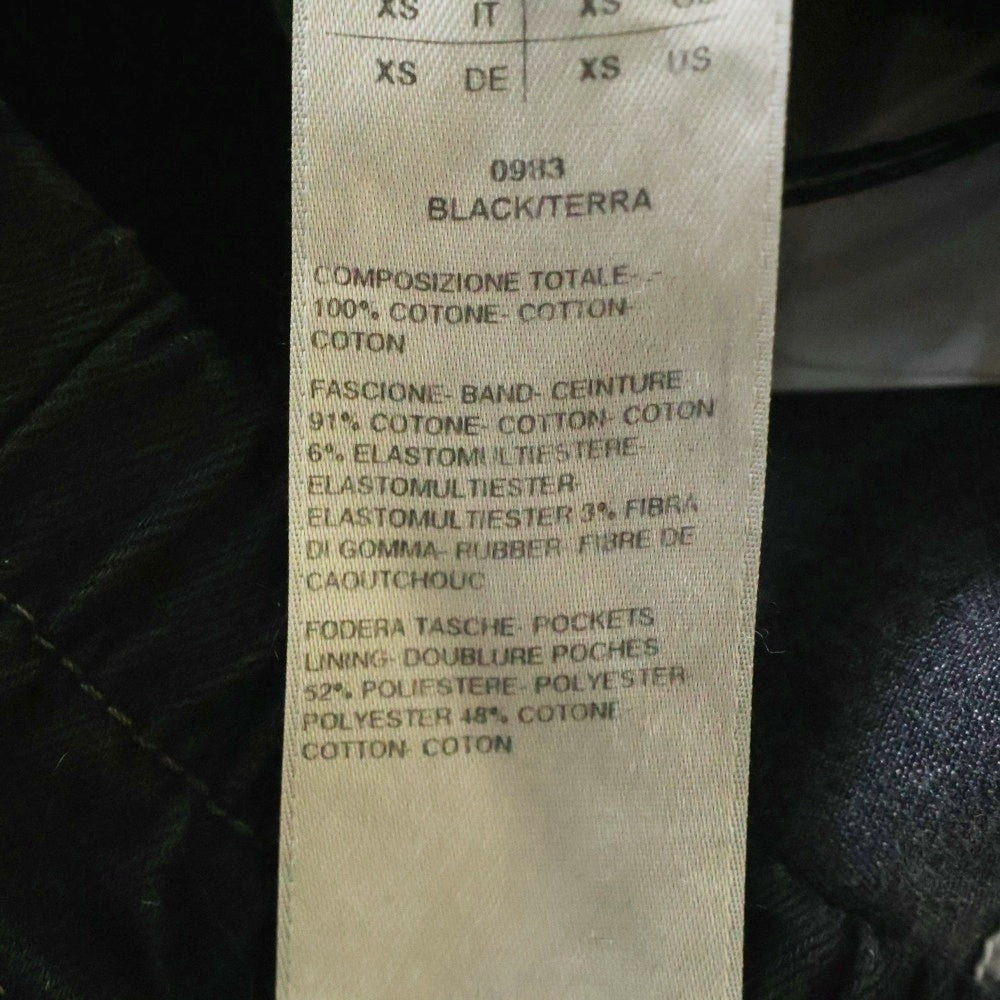 XS IT XS
XS DE XS US
0983
BLACK/TERRA
COMPOSIZIONE TOTALE- -
100% COTONE- COTTON-
COTON
FASCIONE- BAND- CEINTURE
91% COTONE- COTTON- COTON
6% ELASTOMULTIESTERE-
ELASTOMULTIESTER-
ELASTOMULTIESTER 3% FIBRA
DI GOMMA- RUBBER- FIBRE DE
CAOUTCHOUC
FODERA TASCHE- POCKETS
LINING- DOUBLURE POCHES
52% POLIESTERE- POLYESTER-
POLYESTER 48% COTONE-
COTTON- COTON